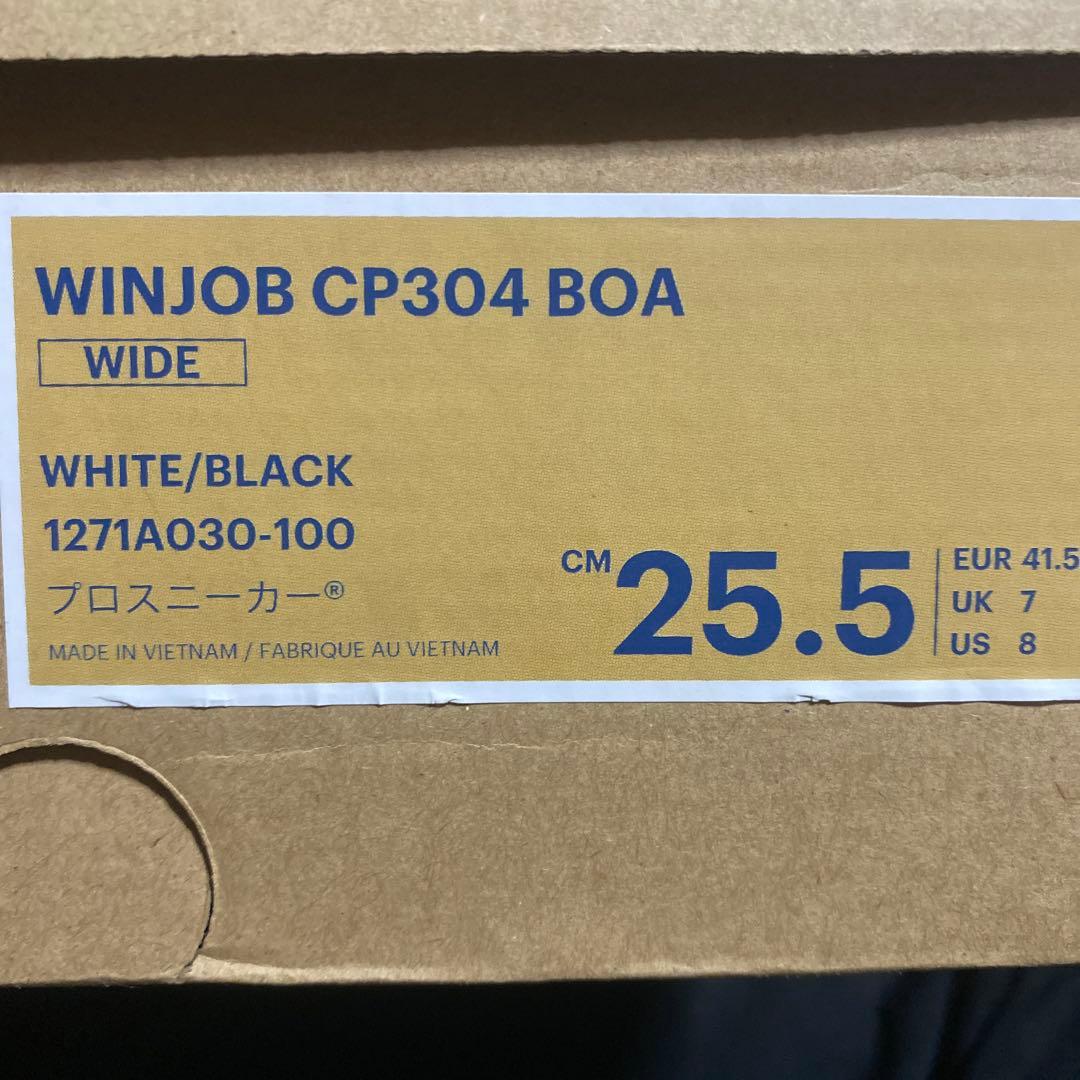 WINJOB CP304 BOA
WIDE
WHITE/BLACK
1271A030-100
プロスニーカー®
MADE IN VIETNAM / FABRIQUE AU VIETNAM
CM 25.5
EUR 41.5
UK 7
US 8